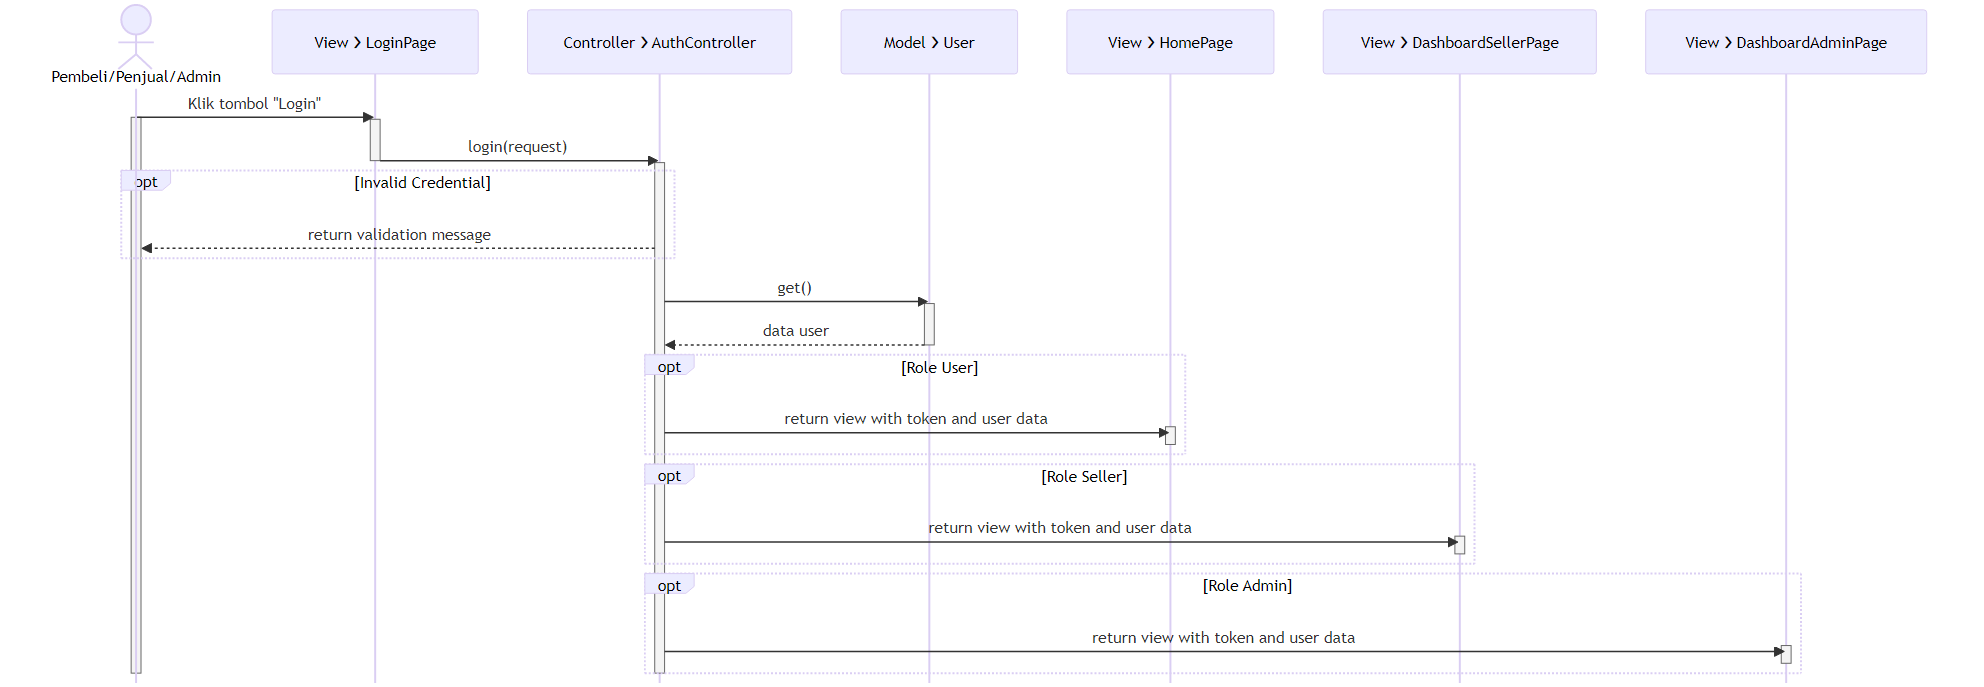 Pembeli/Penjual/Admin
View > LoginPage
Controller > AuthController
Model > User
View > HomePage
View > DashboardSellerPage
View > DashboardAdminPage
Klik tombol "Login"
login(request)
opt
[Invalid Credential]
return validation message
get()
data user
opt
[Role User]
return view with token and user data
opt
[Role Seller]
return view with token and user data
opt
[Role Admin]
return view with token and user data